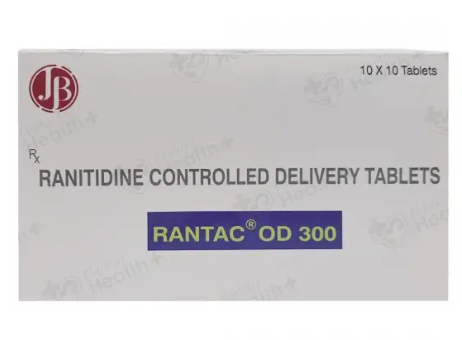 JB
10 X 10 Tablets
Rx
RANITIDINE CONTROLLED DELIVERY TABLETS
RANTAC® OD 300